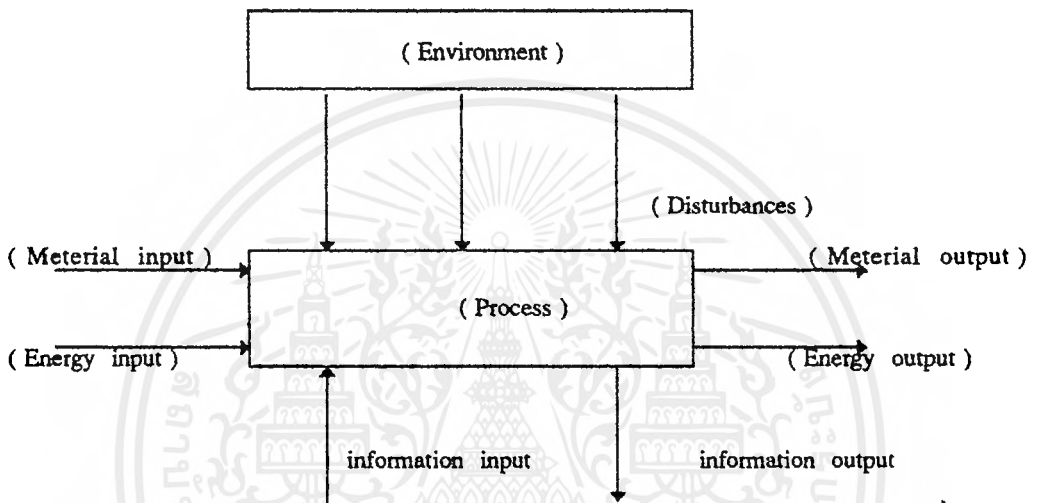 ( Environment )
( Disturbances )
( Meterial input )
( Meterial output )
( Process )
( Energy input )
( Energy output )
information input
information output